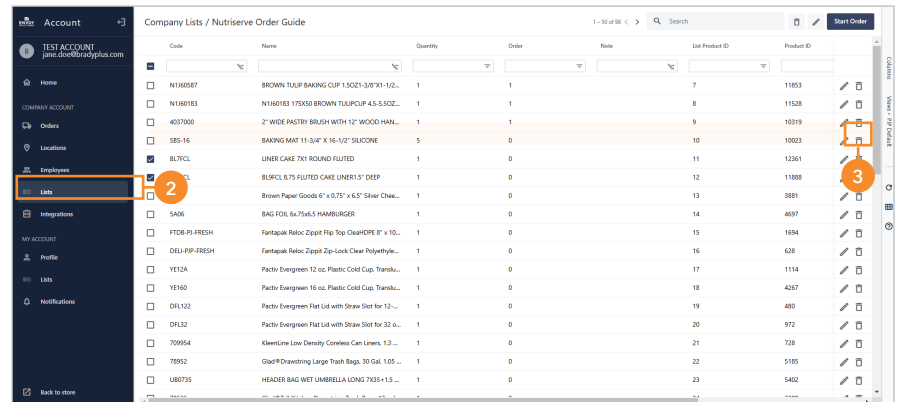 ENVOY Account
Company Lists / Nutriserve Order Guide
1 – 50 of 98
Search
Start Order
B
TEST ACCOUNT
jane.doe@bradyplus.com
Home
COMPANY ACCOUNT
Orders
Locations
Employees
Lists
Integrations
MY ACCOUNT
Profile
Lists
Notifications
Back to store
2
3
Code Name Quantity Order Note List Product ID Product ID
N1J60587 BROWN TULIP BAKING CUP 1.5OZ1-3/8"X1-1/2... 1 1 7 11853
N1J60183 N1J60183 175X50 BROWN TULIPCUP 4.5-5.5OZ... 1 1 8 11528
4037000 2" WIDE PASTRY BRUSH WITH 12" WOOD HAN... 1 1 9 10319
SBS-16 BAKING MAT 11-3/4" X 16-1/2" SILICONE 5 0 10 10023
BL7FCL LINER CAKE 7X1 ROUND FLUTED 1 0 11 12361
CL BL9FCL 8.75 FLUTED CAKE LINER1.5" DEEP 1 0 12 11888
Brown Paper Goods 6" x 0.75" x 6.5" Silver Chee... 1 0 13 3881
SA06 BAG FOIL 6x.75x6.5 HAMBURGER 1 0 14 4697
FTDB-PJ-FRESH Fantapak Reloc Zippit Flip Top CleaHDPE 8" x 10... 1 0 15 1694
DELI-PJP-FRESH Fantapak Reloc Zippit Zip-Lock Clear Polyethyle... 1 0 16 628
YE12A Pactiv Evergreen 12 oz. Plastic Cold Cup, Translu... 1 0 17 1114
YE160 Pactiv Evergreen 16 oz. Plastic Cold Cup, Translu... 1 0 18 4267
DFL122 Pactiv Evergreen Flat Lid with Straw Slot for 12-... 1 0 19 480
DFL32 Pactiv Evergreen Flat Lid with Straw Slot for 32 o... 1 0 20 972
709954 KleenLine Low Density Coreless Can Liners, 1.3 ... 1 0 21 728
78952 Glad®Drawstring Large Trash Bags, 30 Gal, 1.05 ... 1 0 22 5185
UB0735 HEADER BAG WET UMBRELLA LONG 7X35+1.5 ... 1 0 23 5402
Columns
Views - PJP Default